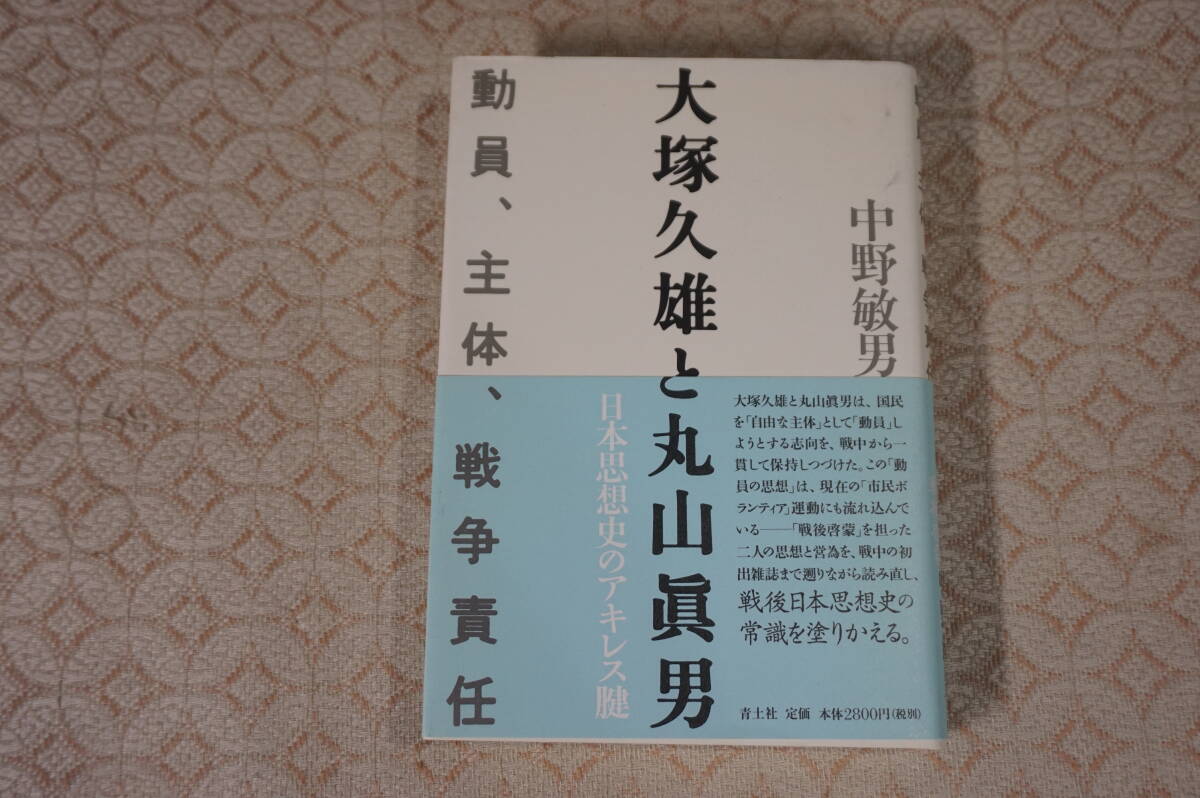 中野敏男
大塚久雄と丸山眞男
動員、主体、戦争責任
日本思想史のアキレス腱
大塚久雄と丸山眞男は、国民
を「自由な主体」として「動員」し
ようとする志向を、戦中から一
貫して保持しつづけた。この「動
員の思想」は、現在の「市民ボ
ランティア」運動にも流れ込んで
いる――「戦後啓蒙」を担った
二人の思想と営為を、戦中の初
出雑誌まで遡りながら読み直し、
戦後日本思想史の
常識を塗りかえる。
青土社 定価 本体2800円(税別)